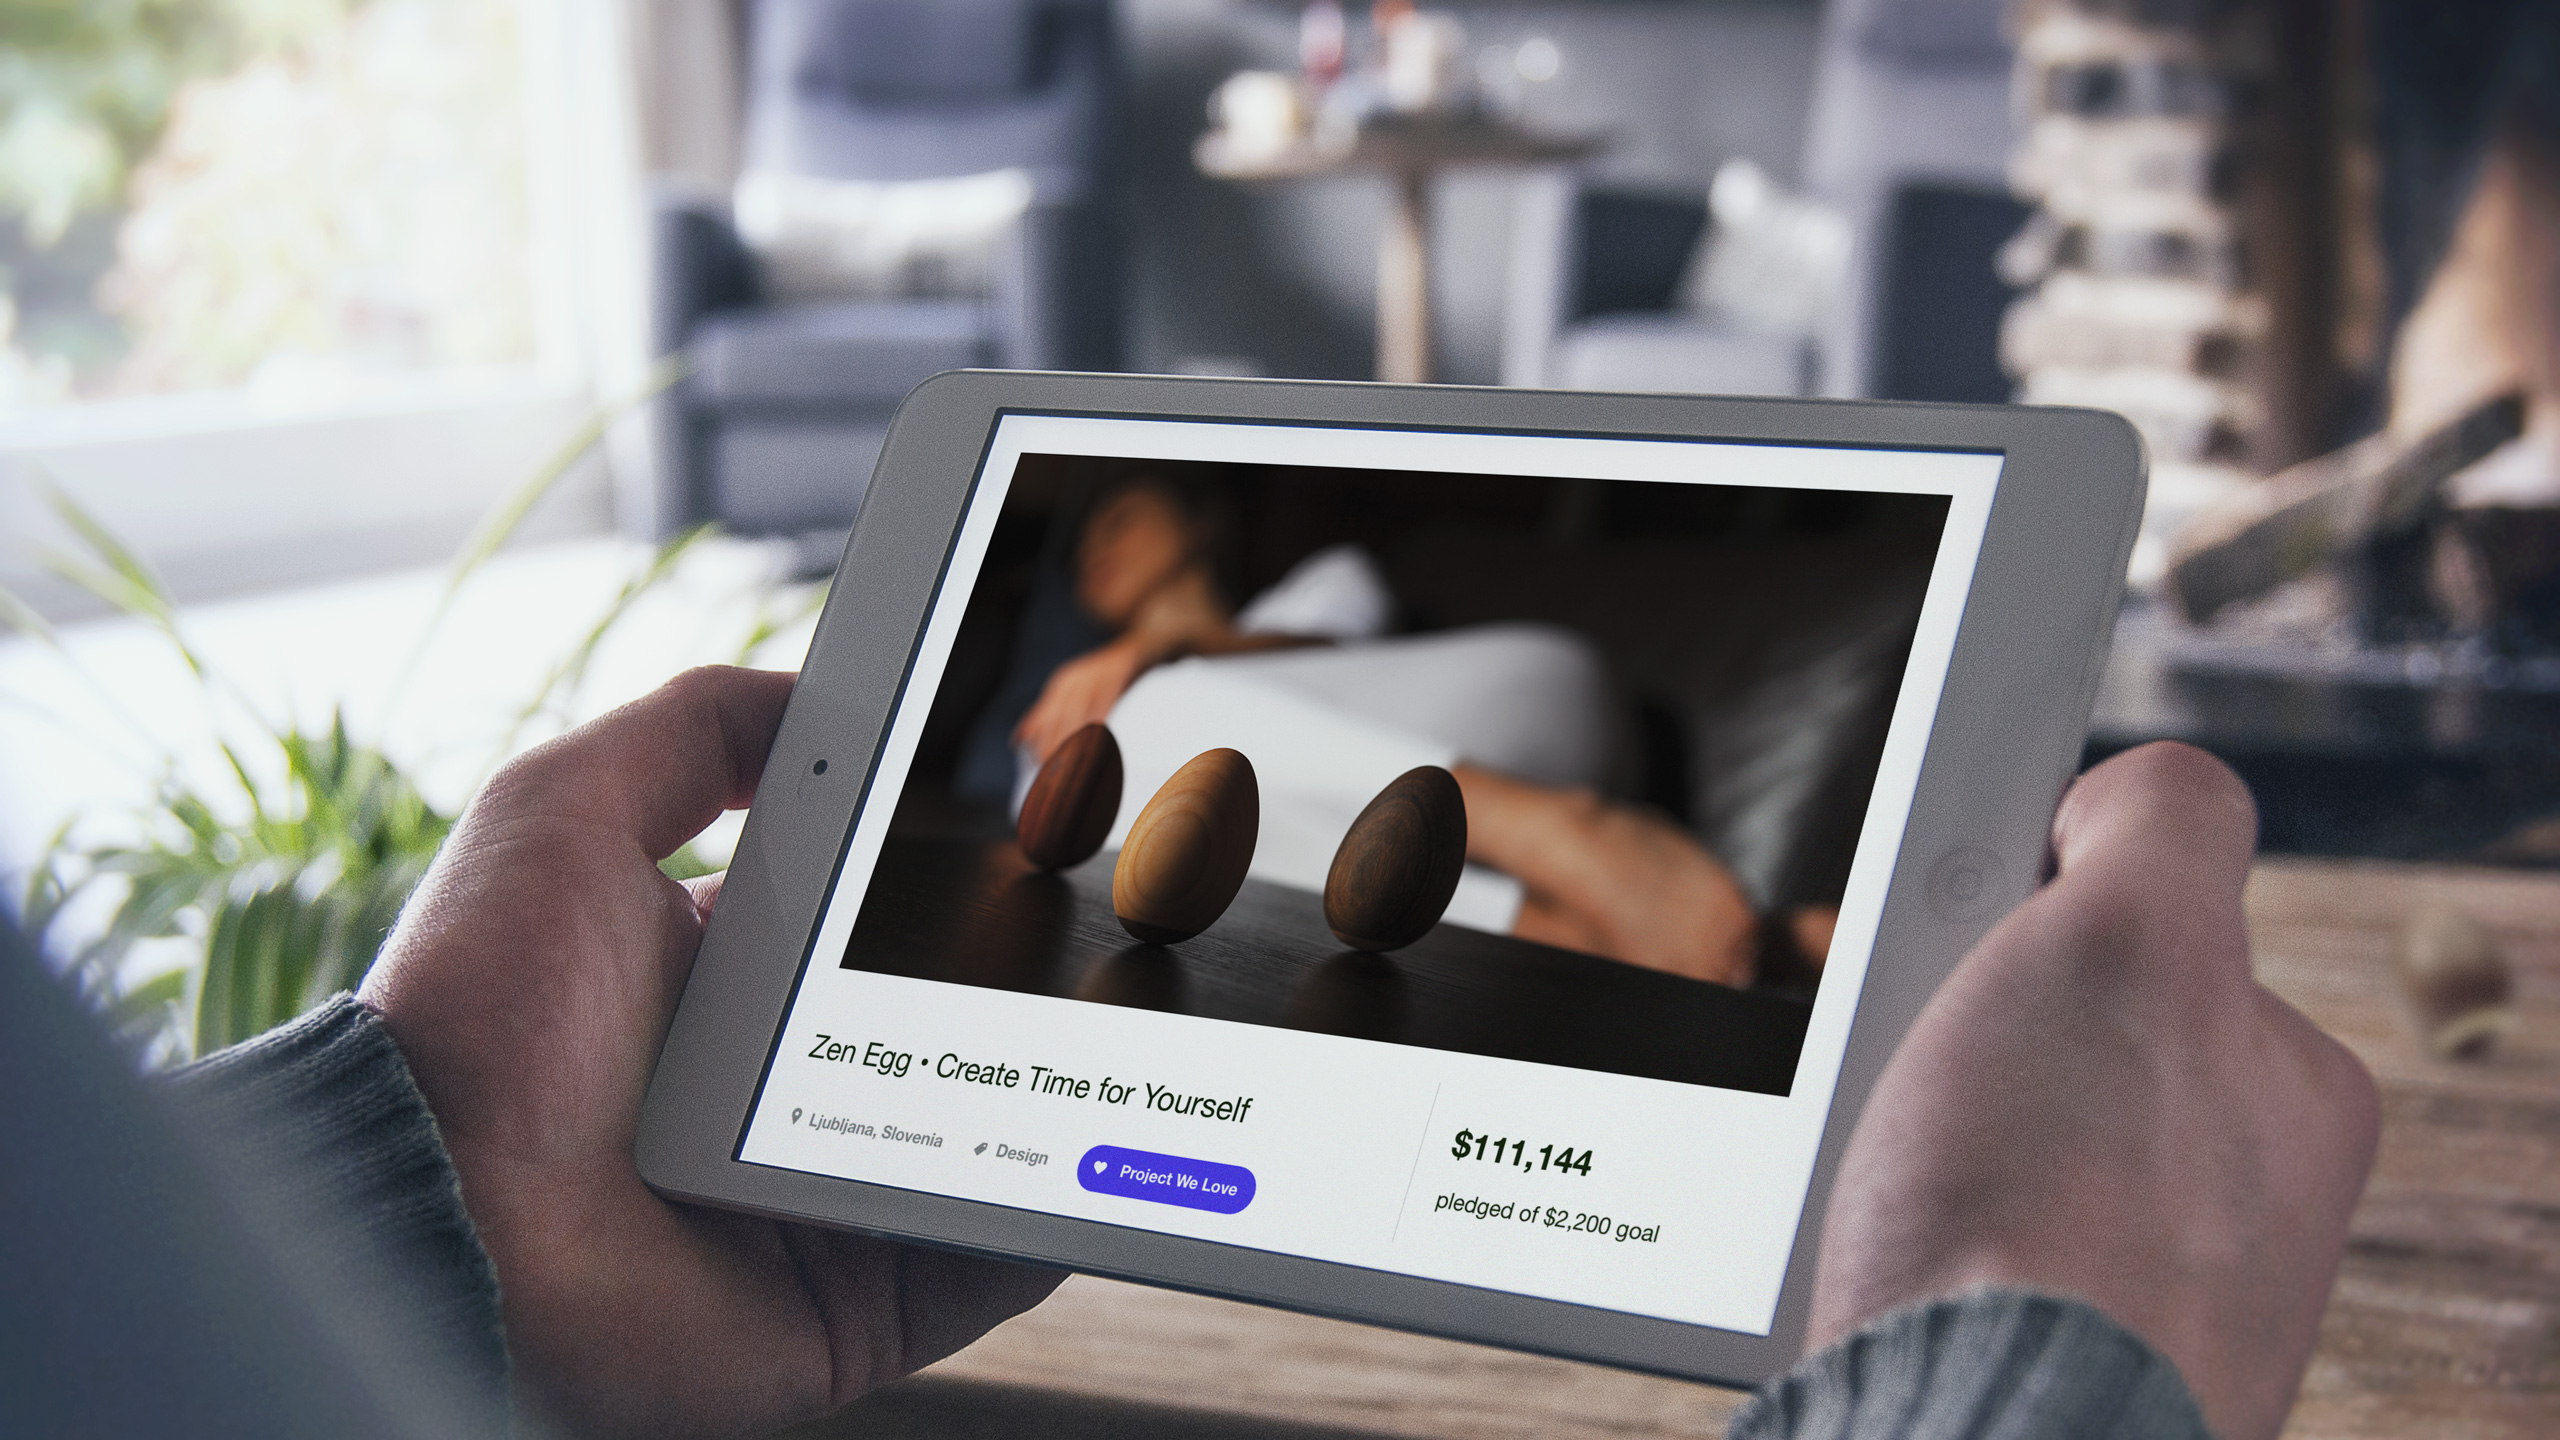 Zen Egg • Create Time for Yourself
Ljubljana, Slovenia
Design
Project We Love
$111,144
pledged of $2,200 goal